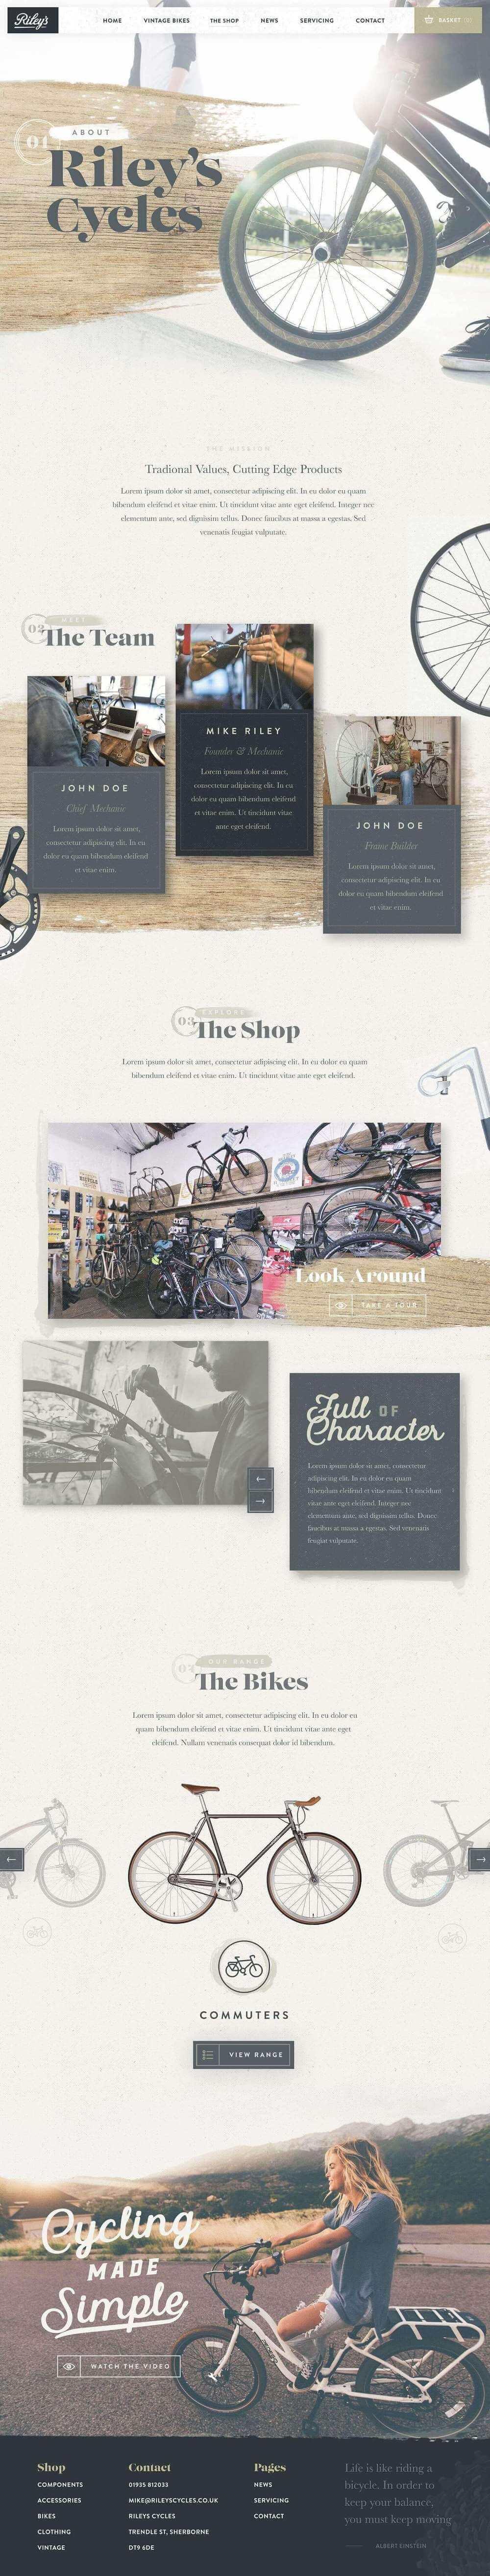 Riley's
HOME VINTAGE BIKES THE SHOP NEWS SERVICING CONTACT
BASKET
01
ABOUT
Riley's
Cycles
THE MISSION
Tradional Values, Cutting Edge Products
Lorem ipsum dolor sit amet, consectetur adipiscing elit. In eu dolor eu quam
bibendum eleifend et vitae enim. Ut tincidunt vitae ante eget eleifend. Integer nec
elementum ante, sed dignissim tellus. Donec faucibus at massa a egestas. Sed
venenatis feugiat vulputate.
02
MEET
The Team
JOHN DOE
Chief Mechanic
Lorem ipsum dolor sit amet,
consectetur adipiscing elit. In eu
dolor eu quam bibendum eleifend
et vitae enim.
MIKE RILEY
Founder & Mechanic
Lorem ipsum dolor sit amet,
consectetur adipiscing elit. In eu
dolor eu quam bibendum eleifend
et vitae enim. Ut tincidunt vitae
ante eget eleifend.
JOHN DOE
Frame Builder
Lorem ipsum dolor sit amet,
consectetur adipiscing elit. In eu
dolor eu quam bibendum eleifend
et vitae enim.
03
EXPLORE
The Shop
Lorem ipsum dolor sit amet, consectetur adipiscing elit. In eu dolor eu quam
bibendum eleifend et vitae enim. Ut tincidunt vitae ante eget eleifend.
Look Around
TAKE A TOUR
Full OF
Character
Lorem ipsum dolor sit amet, consectetur
adipiscing elit. In eu dolor eu quam
bibendum eleifend et vitae enim. Ut tincidunt
vitae ante eget eleifend. Integer nec
elementum ante, sed dignissim tellus. Donec
faucibus at massa a egestas. Sed venenatis
feugiat vulputate.
OUR RANGE
The Bikes
Lorem ipsum dolor sit amet, consectetur adipiscing elit. In eu dolor eu
quam bibendum eleifend et vitae enim. Ut tincidunt vitae ante eget
eleifend. Nullam venenatis consequat dolor id bibendum.
COMMUTERS
VIEW RANGE
Cycling
MADE
Simple
WATCH THE VIDEO
Shop
COMPONENTS
ACCESSORIES
BIKES
CLOTHING
VINTAGE
Contact
01935 812033
MIKE@RILEYSCYCLES.CO.UK
RILEYS CYCLES
TRENDLE ST, SHERBORNE
DT9 6DE
Pages
NEWS
SERVICING
CONTACT
Life is like riding a
bicycle. In order to
keep your balance,
you must keep moving
ALBERT EINSTEIN